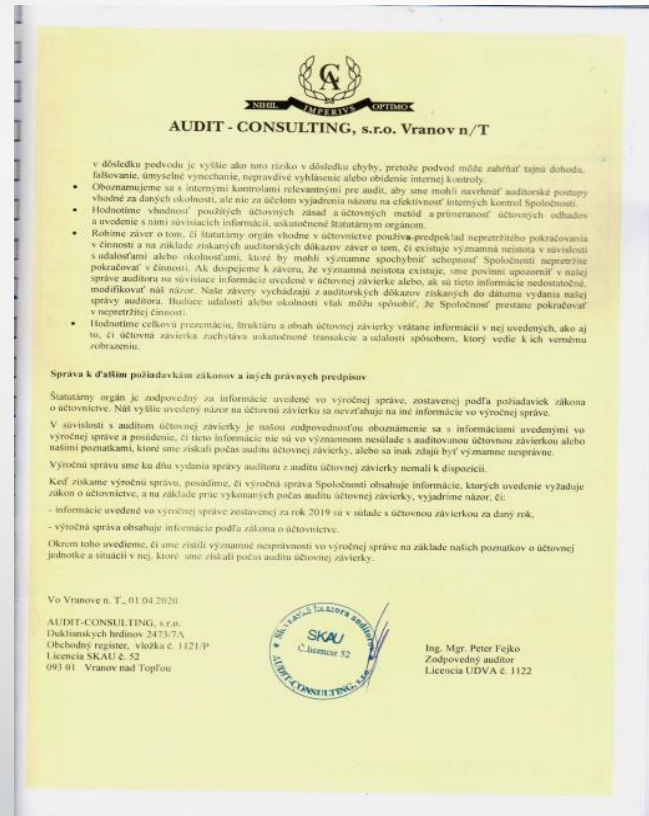 CA
NIHIL IMPERIVS OPTIMO
AUDIT - CONSULTING, s.r.o. Vranov n/T
v dôsledku podvodu je vyššie ako toto riziko v dôsledku chyby, pretože podvod môže zahŕňať tajnú dohodu,
falšovanie, úmyselné vynechanie, nepravdivé vyhlásenie alebo obídenie internej kontroly.
• Oboznamujeme sa s internými kontrolami relevantnými pre audit, aby sme mohli navrhnúť audítorské postupy
vhodné za daných okolností, ale nie za účelom vyjadrenia názoru na efektívnosť interných kontrol Spoločnosti.
• Hodnotíme vhodnosť použitých účtovných zásad a účtovných metód a primeranosť účtovných odhadov
a uvedenie s nimi súvisiacich informácií, uskutočnené štatutárnym orgánom.
• Robíme záver o tom, či štatutárny orgán vhodne v účtovníctve používa predpoklad nepretržitého pokračovania
v činnosti a na základe získaných audítorských dôkazov záver o tom, či existuje významná neistota v súvislosti
s udalosťami alebo okolnosťami, ktoré by mohli významne spochybniť schopnosť Spoločnosti nepretržite
pokračovať v činnosti. Ak dospejeme k záveru, že významná neistota existuje, sme povinní upozorniť v našej
správe audítora na súvisiace informácie uvedené v účtovnej závierke alebo, ak sú tieto informácie nedostatočné,
modifikovať náš názor. Naše závery vychádzajú z audítorských dôkazov získaných do dátumu vydania našej
správy audítora. Budúce udalosti alebo okolnosti však môžu spôsobiť, že Spoločnosť prestane pokračovať
v nepretržitej činnosti.
• Hodnotíme celkovú prezentáciu, štruktúru a obsah účtovnej závierky vrátane informácií v nej uvedených, ako aj
to, či účtovná závierka zachytáva uskutočnené transakcie a udalosti spôsobom, ktorý vedie k ich vernému
zobrazeniu.
Správa k ďalším požiadavkám zákonov a iných právnych predpisov
Štatutárny orgán je zodpovedný za informácie uvedené vo výročnej správe, zostavenej podľa požiadaviek zákona
o účtovníctve. Náš vyššie uvedený názor na účtovnú závierku sa nevzťahuje na iné informácie vo výročnej správe.
V súvislosti s auditom účtovnej závierky je našou zodpovednosťou oboznámenie sa s informáciami uvedenými vo
výročnej správe a posúdenie, či tieto informácie nie sú vo významnom nesúlade s auditovanou účtovnou závierkou alebo
našimi poznatkami, ktoré sme získali počas auditu účtovnej závierky, alebo sa inak zdajú byť významne nesprávne.
Výročnú správu sme ku dňu vydania správy audítora z auditu účtovnej závierky nemali k dispozícii.
Keď získame výročnú správu, posúdime, či výročná správa Spoločnosti obsahuje informácie, ktorých uvedenie vyžaduje
zákon o účtovníctve, a na základe prác vykonaných počas auditu účtovnej závierky, vyjadríme názor, či:
- informácie uvedené vo výročnej správe zostavenej za rok 2019 sú v súlade s účtovnou závierkou za daný rok,
- výročná správa obsahuje informácie podľa zákona o účtovníctve.
Okrem toho uvedieme, či sme zistili významné nesprávnosti vo výročnej správe na základe našich poznatkov o účtovnej
jednotke a situácii v nej, ktoré sme získali počas auditu účtovnej závierky.
Vo Vranove n. T., 01.04.2020
AUDIT-CONSULTING, s.r.o.
Duklianskych hrdinov 2473/7A
Obchodný register, vložka č. 1121/P
Licencia SKAU č. 52
093 01 Vranov nad Topľou
Slovenská komora audítorov
SKAU
Č.licencie 52
AUDIT-CONSULTING, s.r.o.
Ing. Mgr. Peter Fejko
Zodpovedný audítor
Licencia UDVA č. 1122